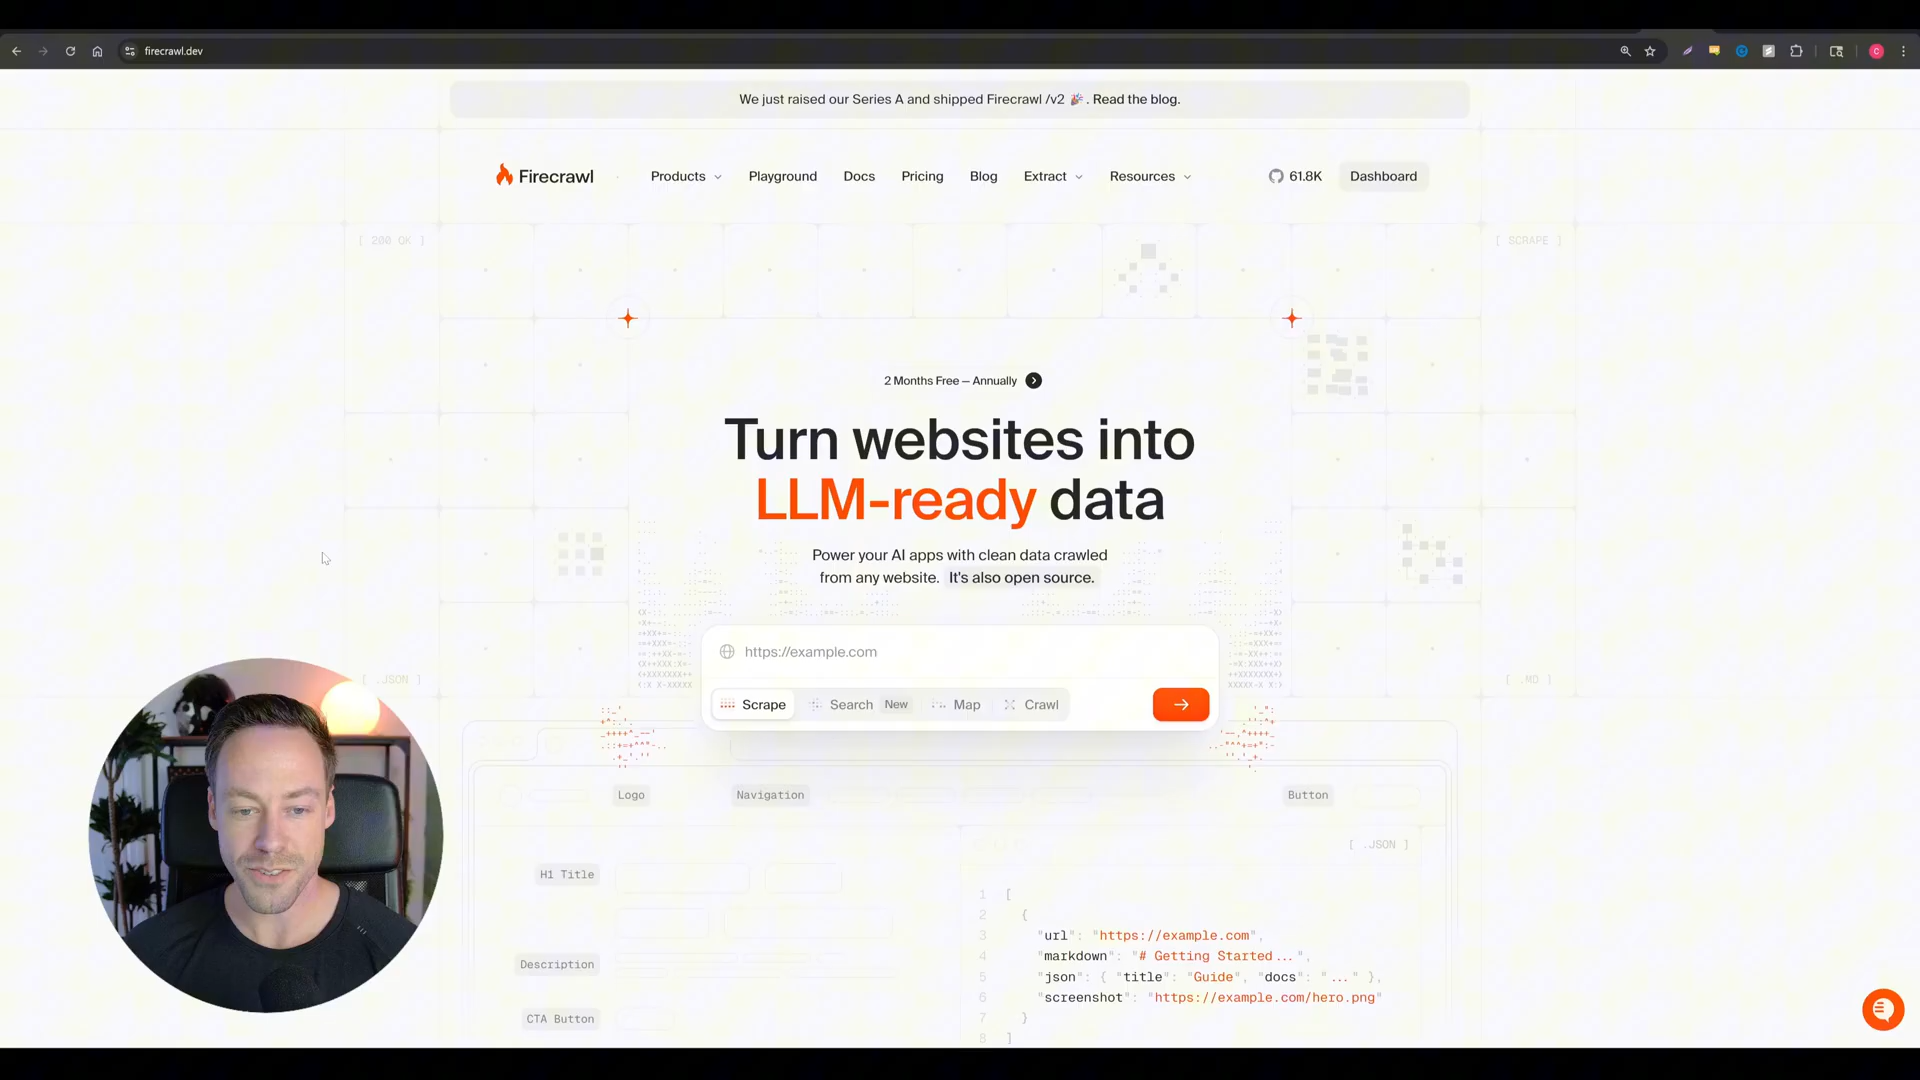 firecrawl.dev
C
We just raised our Series A and shipped Firecrawl /v2 🎉. Read the blog.
Firecrawl
Products
Playground
Docs
Pricing
Blog
Extract
Resources
61.8K
Dashboard
[ 200 OK ]
[ SCRAPE ]
2 Months Free — Annually
Turn websites into
LLM-ready data
Power your AI apps with clean data crawled
from any website. It's also open source.
https://example.com
[ .JSON ]
[ .MD ]
Scrape
Search New
Map
Crawl
Logo
Navigation
Button
[ .JSON ]
H1 Title
Description
CTA Button
1 [
2 {
3 "url": "https://example.com",
4 "markdown": "# Getting Started...",
5 "json": { "title": "Guide", "docs": "..." },
6 "screenshot": "https://example.com/hero.png"
7 }
8 ]